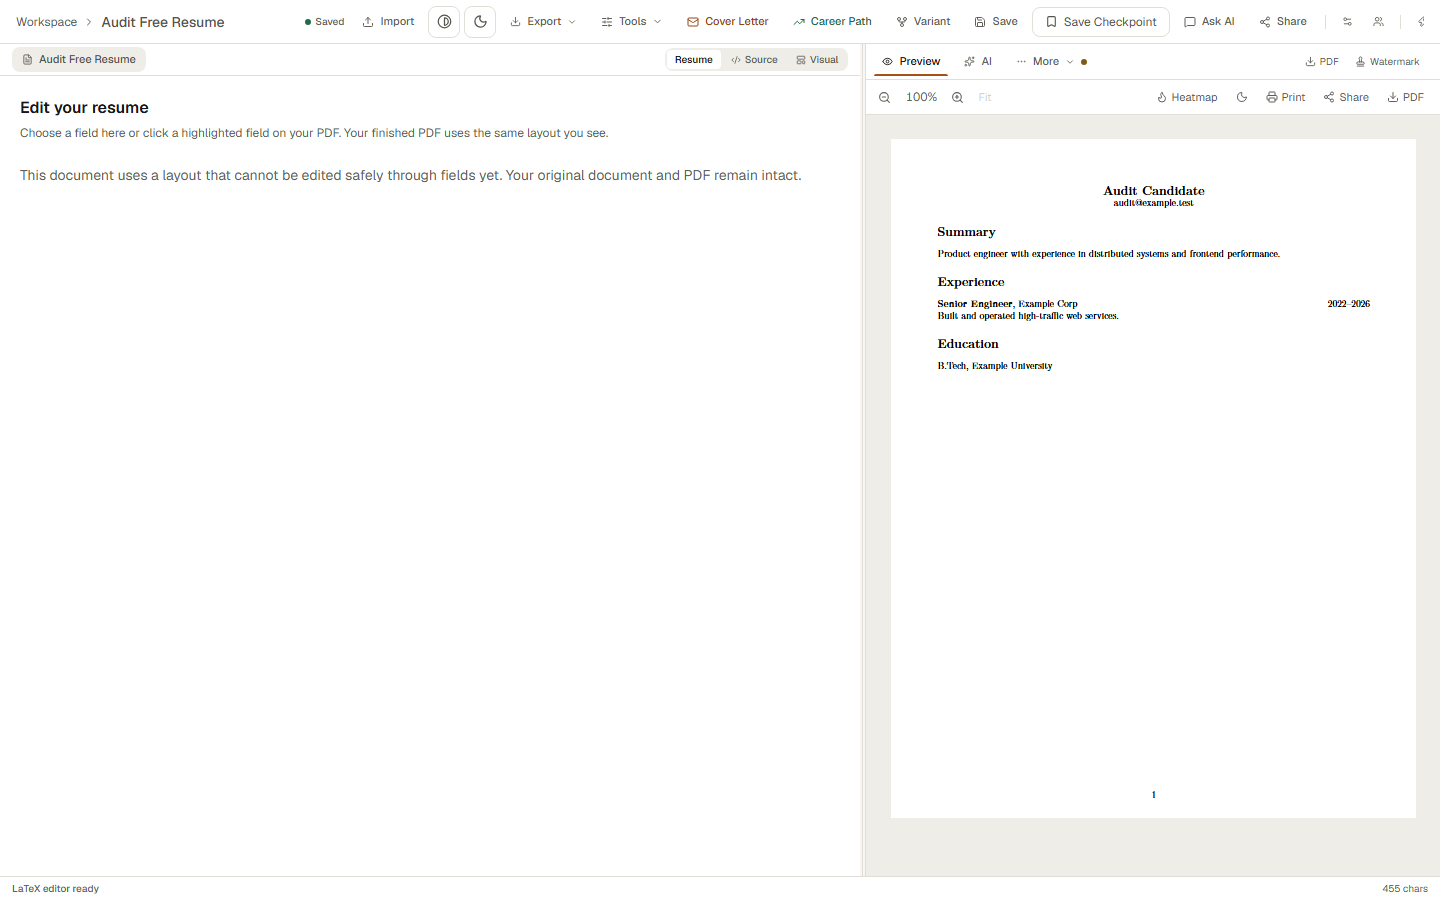 Workspace > Audit Free Resume
Saved
Import
Export
Tools
Cover Letter
Career Path
Variant
Save
Save Checkpoint
Ask AI
Share
Audit Free Resume
Resume
Source
Visual
Edit your resume
Choose a field here or click a highlighted field on your PDF. Your finished PDF uses the same layout you see.
This document uses a layout that cannot be edited safely through fields yet. Your original document and PDF remain intact.
Preview
AI
More
PDF
Watermark
100%
Fit
Heatmap
Print
Share
PDF
Audit Candidate
audit@example.test
Summary
Product engineer with experience in distributed systems and frontend performance.
Experience
Senior Engineer, Example Corp 2022–2026
Built and operated high-traffic web services.
Education
B.Tech, Example University
1
LaTeX editor ready
455 chars